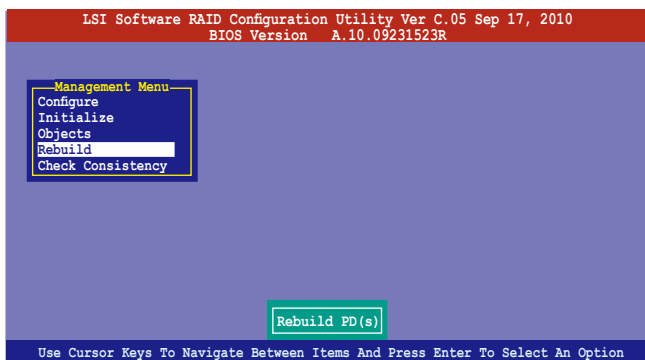 LSI Software RAID Configuration Utility Ver C.05 Sep 17, 2010
BIOS Version A.10.09231523R
Management Menu
Configure
Initialize
Objects
Rebuild
Check Consistency
Rebuild PD(s)
Use Cursor Keys To Navigate Between Items And Press Enter To Select An Option